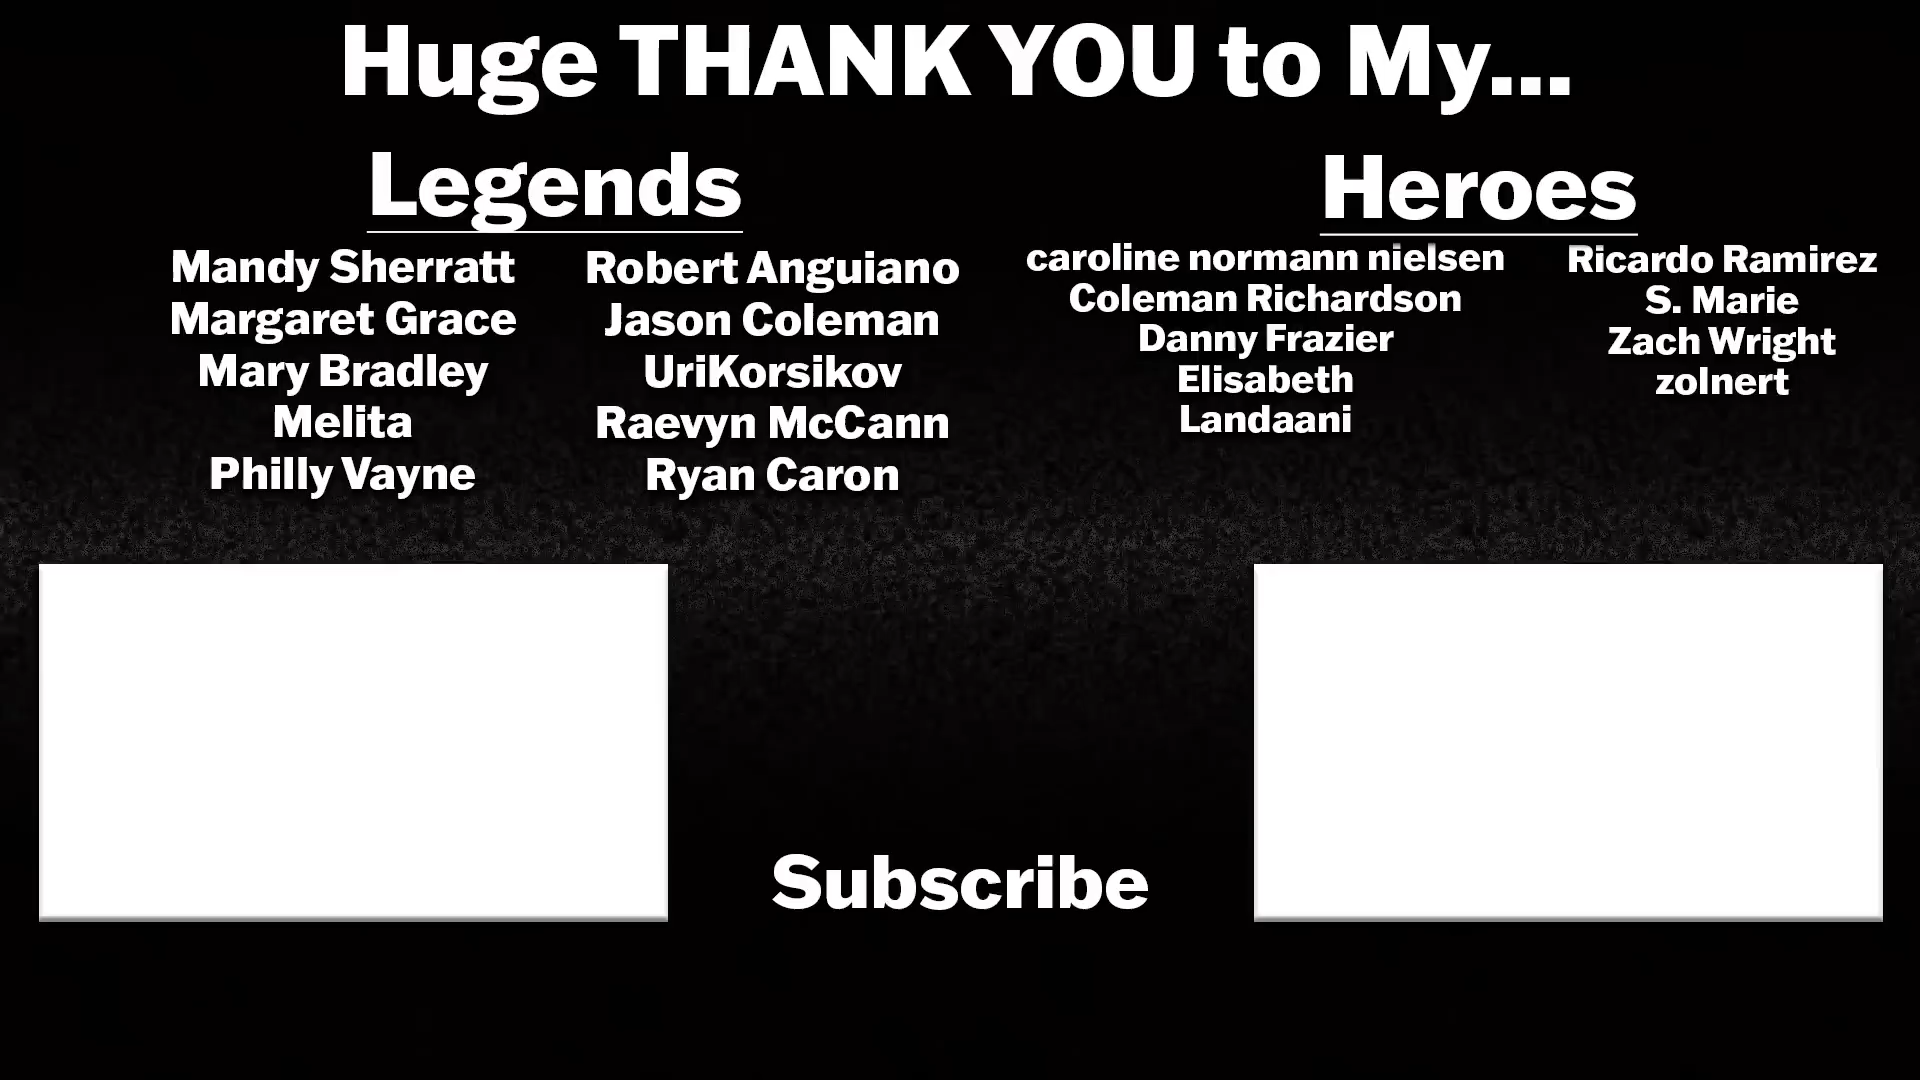 Huge THANK YOU to My...
Legends
Mandy Sherratt
Margaret Grace
Mary Bradley
Melita
Philly Vayne
Robert Anguiano
Jason Coleman
UriKorsikov
Raevyn McCann
Ryan Caron
Heroes
caroline normann nielsen
Coleman Richardson
Danny Frazier
Elisabeth
Landaani
Ricardo Ramirez
S. Marie
Zach Wright
zolnert
Subscribe